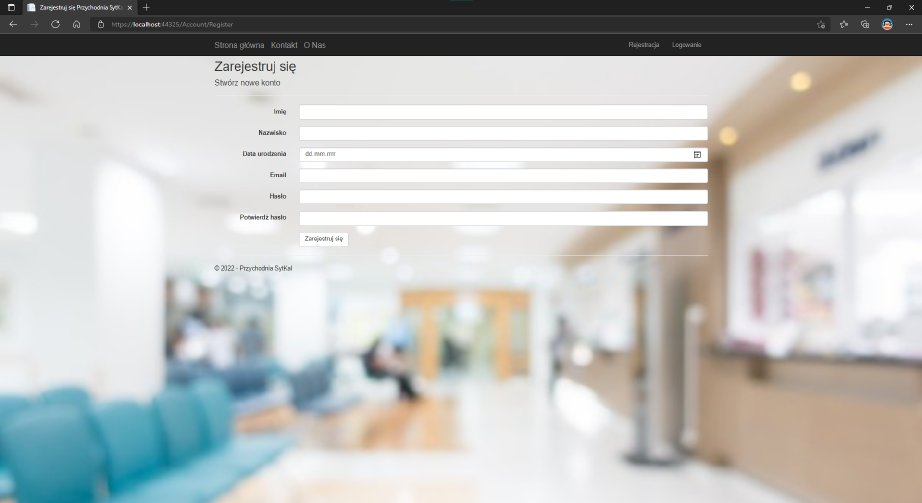 Zarejestruj się Przychodnia SytKa
https://localhost:44325/Account/Register
Strona główna Kontakt O Nas Rejestracja Logowanie
Zarejestruj się
Stwórz nowe konto
Imię
Nazwisko
Data urodzenia dd.mm.rrrr
Email
Hasło
Potwierdź hasło
Zarejestruj się
© 2022 - Przychodnia SytKal